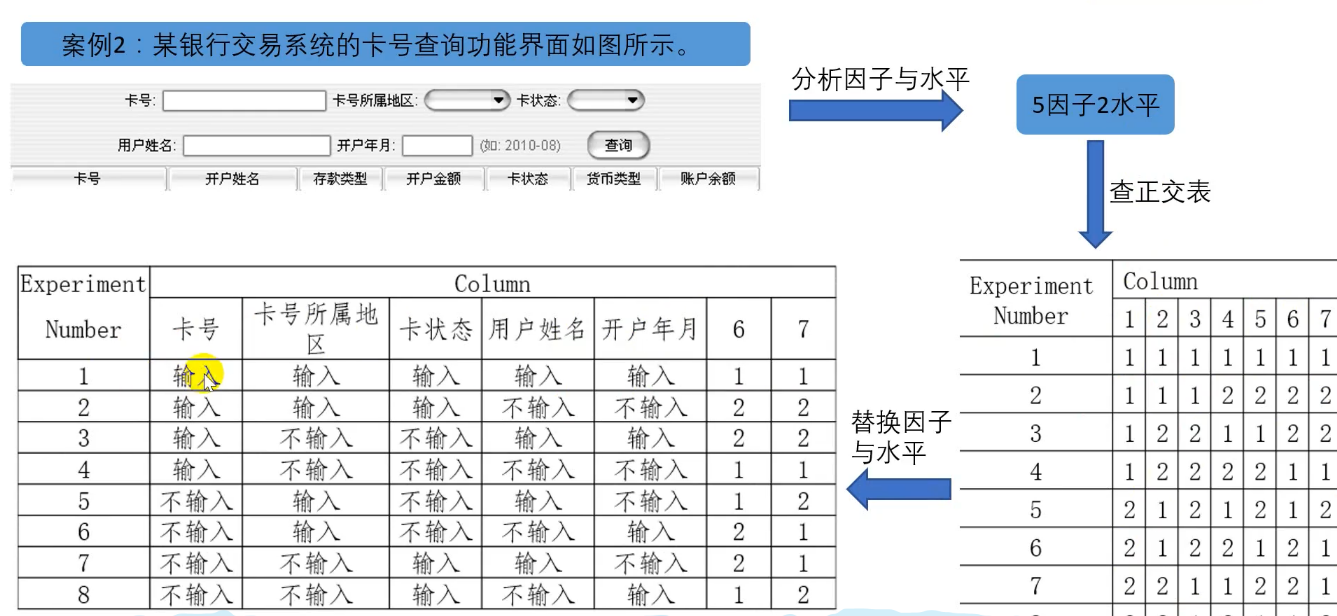 案例2：某银行交易系统的卡号查询功能界面如图所示。
卡号: 卡号所属地区: 卡状态:
用户姓名: 开户年月: (如: 2010-08) 查询
卡号 开户姓名 存款类型 开户金额 卡状态 货币类型 账户余额
分析因子与水平
5因子2水平
查正交表
Experiment Number Column
1 2 3 4 5 6 7
1 1 1 1 1 1 1 1
2 1 1 1 2 2 2 2
3 1 2 2 1 1 2 2
4 1 2 2 2 2 1 1
5 2 1 2 1 2 1 2
6 2 1 2 2 1 2 1
7 2 2 1 1 2 2 1
替换因子
与水平
Experiment Number Column
卡号 卡号所属地区 卡状态 用户姓名 开户年月 6 7
1 输入 输入 输入 输入 输入 1 1
2 输入 输入 输入 不输入 不输入 2 2
3 输入 不输入 不输入 输入 输入 2 2
4 输入 不输入 不输入 不输入 不输入 1 1
5 不输入 输入 不输入 输入 不输入 1 2
6 不输入 输入 不输入 不输入 输入 2 1
7 不输入 不输入 输入 输入 不输入 2 1
8 不输入 不输入 输入 不输入 输入 1 2